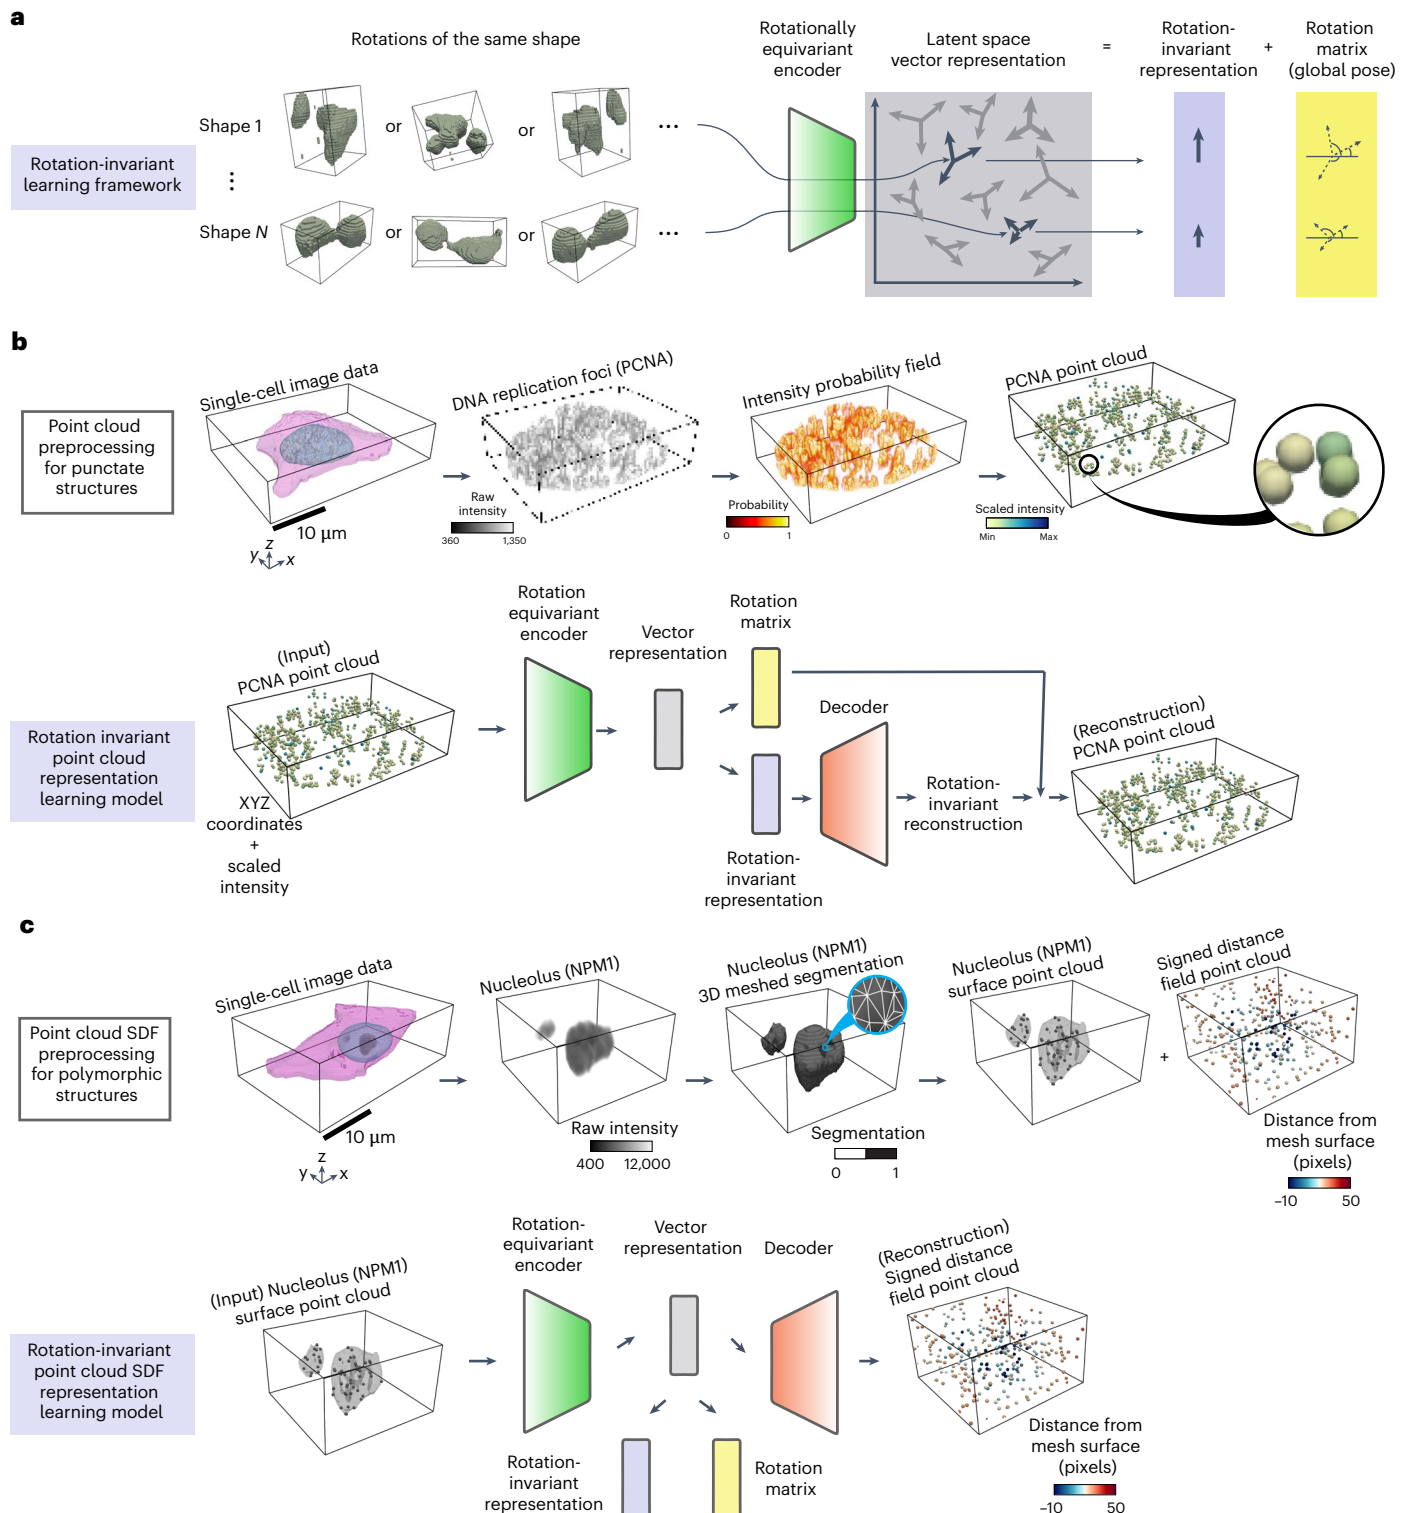 a
Rotations of the same shape
Rotationally
equivariant
encoder
Latent space
vector representation
=
Rotation-
invariant
representation
+
Rotation
matrix
(global pose)
Rotation-invariant
learning framework
Shape 1
or
or
...
⋮
Shape N
or
or
...
b
Point cloud
preprocessing
for punctate
structures
Single-cell image data
10 µm
z
y
x
DNA replication foci (PCNA)
Raw
intensity
360
1,350
Intensity probability field
Probability
0
1
PCNA point cloud
Scaled intensity
Min
Max
Rotation invariant
point cloud
representation
learning model
(Input)
PCNA point cloud
XYZ
coordinates
+
scaled
intensity
Rotation
equivariant
encoder
Vector
representation
Rotation
matrix
Rotation-
invariant
representation
Decoder
Rotation-
invariant
reconstruction
(Reconstruction)
PCNA point cloud
c
Point cloud SDF
preprocessing
for polymorphic
structures
Single-cell image data
10 µm
z
y
x
Nucleolus (NPM1)
Raw intensity
400
12,000
Nucleolus (NPM1)
3D meshed segmentation
Segmentation
0
1
Nucleolus (NPM1)
surface point cloud
+
Signed distance
field point cloud
Distance from
mesh surface
(pixels)
–10
50
Rotation-invariant
point cloud SDF
representation
learning model
(Input) Nucleolus (NPM1)
surface point cloud
Rotation-
equivariant
encoder
Vector
representation
Decoder
Rotation-
invariant
representation
Rotation
matrix
(Reconstruction)
Signed distance
field point cloud
Distance from
mesh surface
(pixels)
–10
50